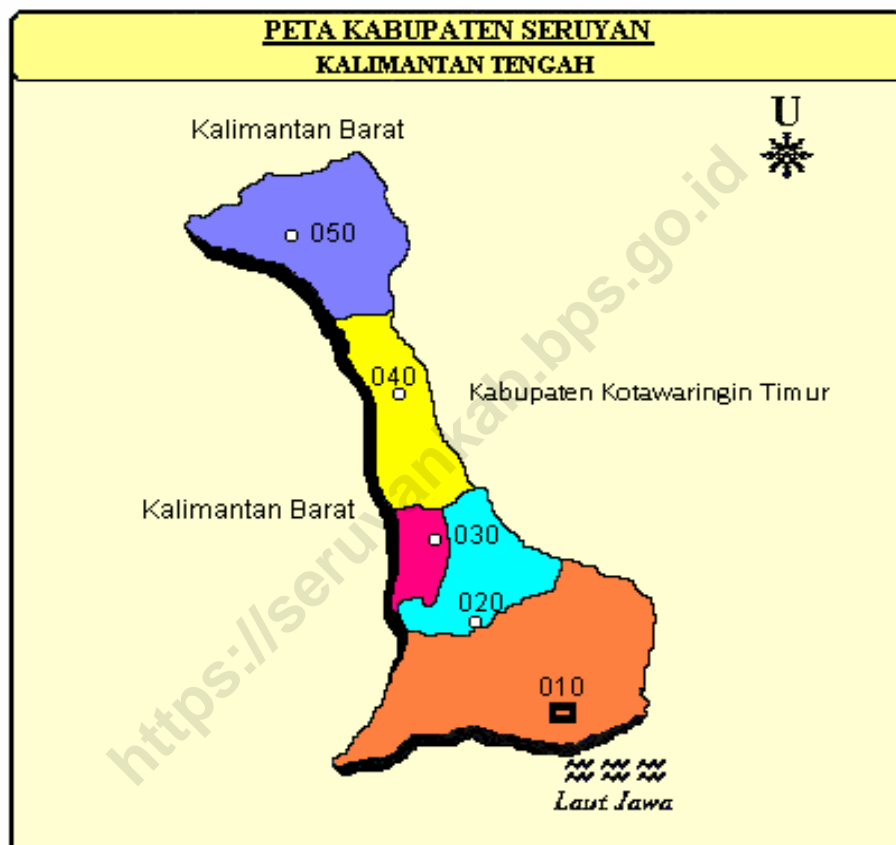 PETA KABUPATEN SERUYAN
KALIMANTAN TENGAH
U
Kalimantan Barat
050
040
Kabupaten Kotawaringin Timur
Kalimantan Barat
030
020
010
Laut Jawa
https://seruyankab.bps.go.id